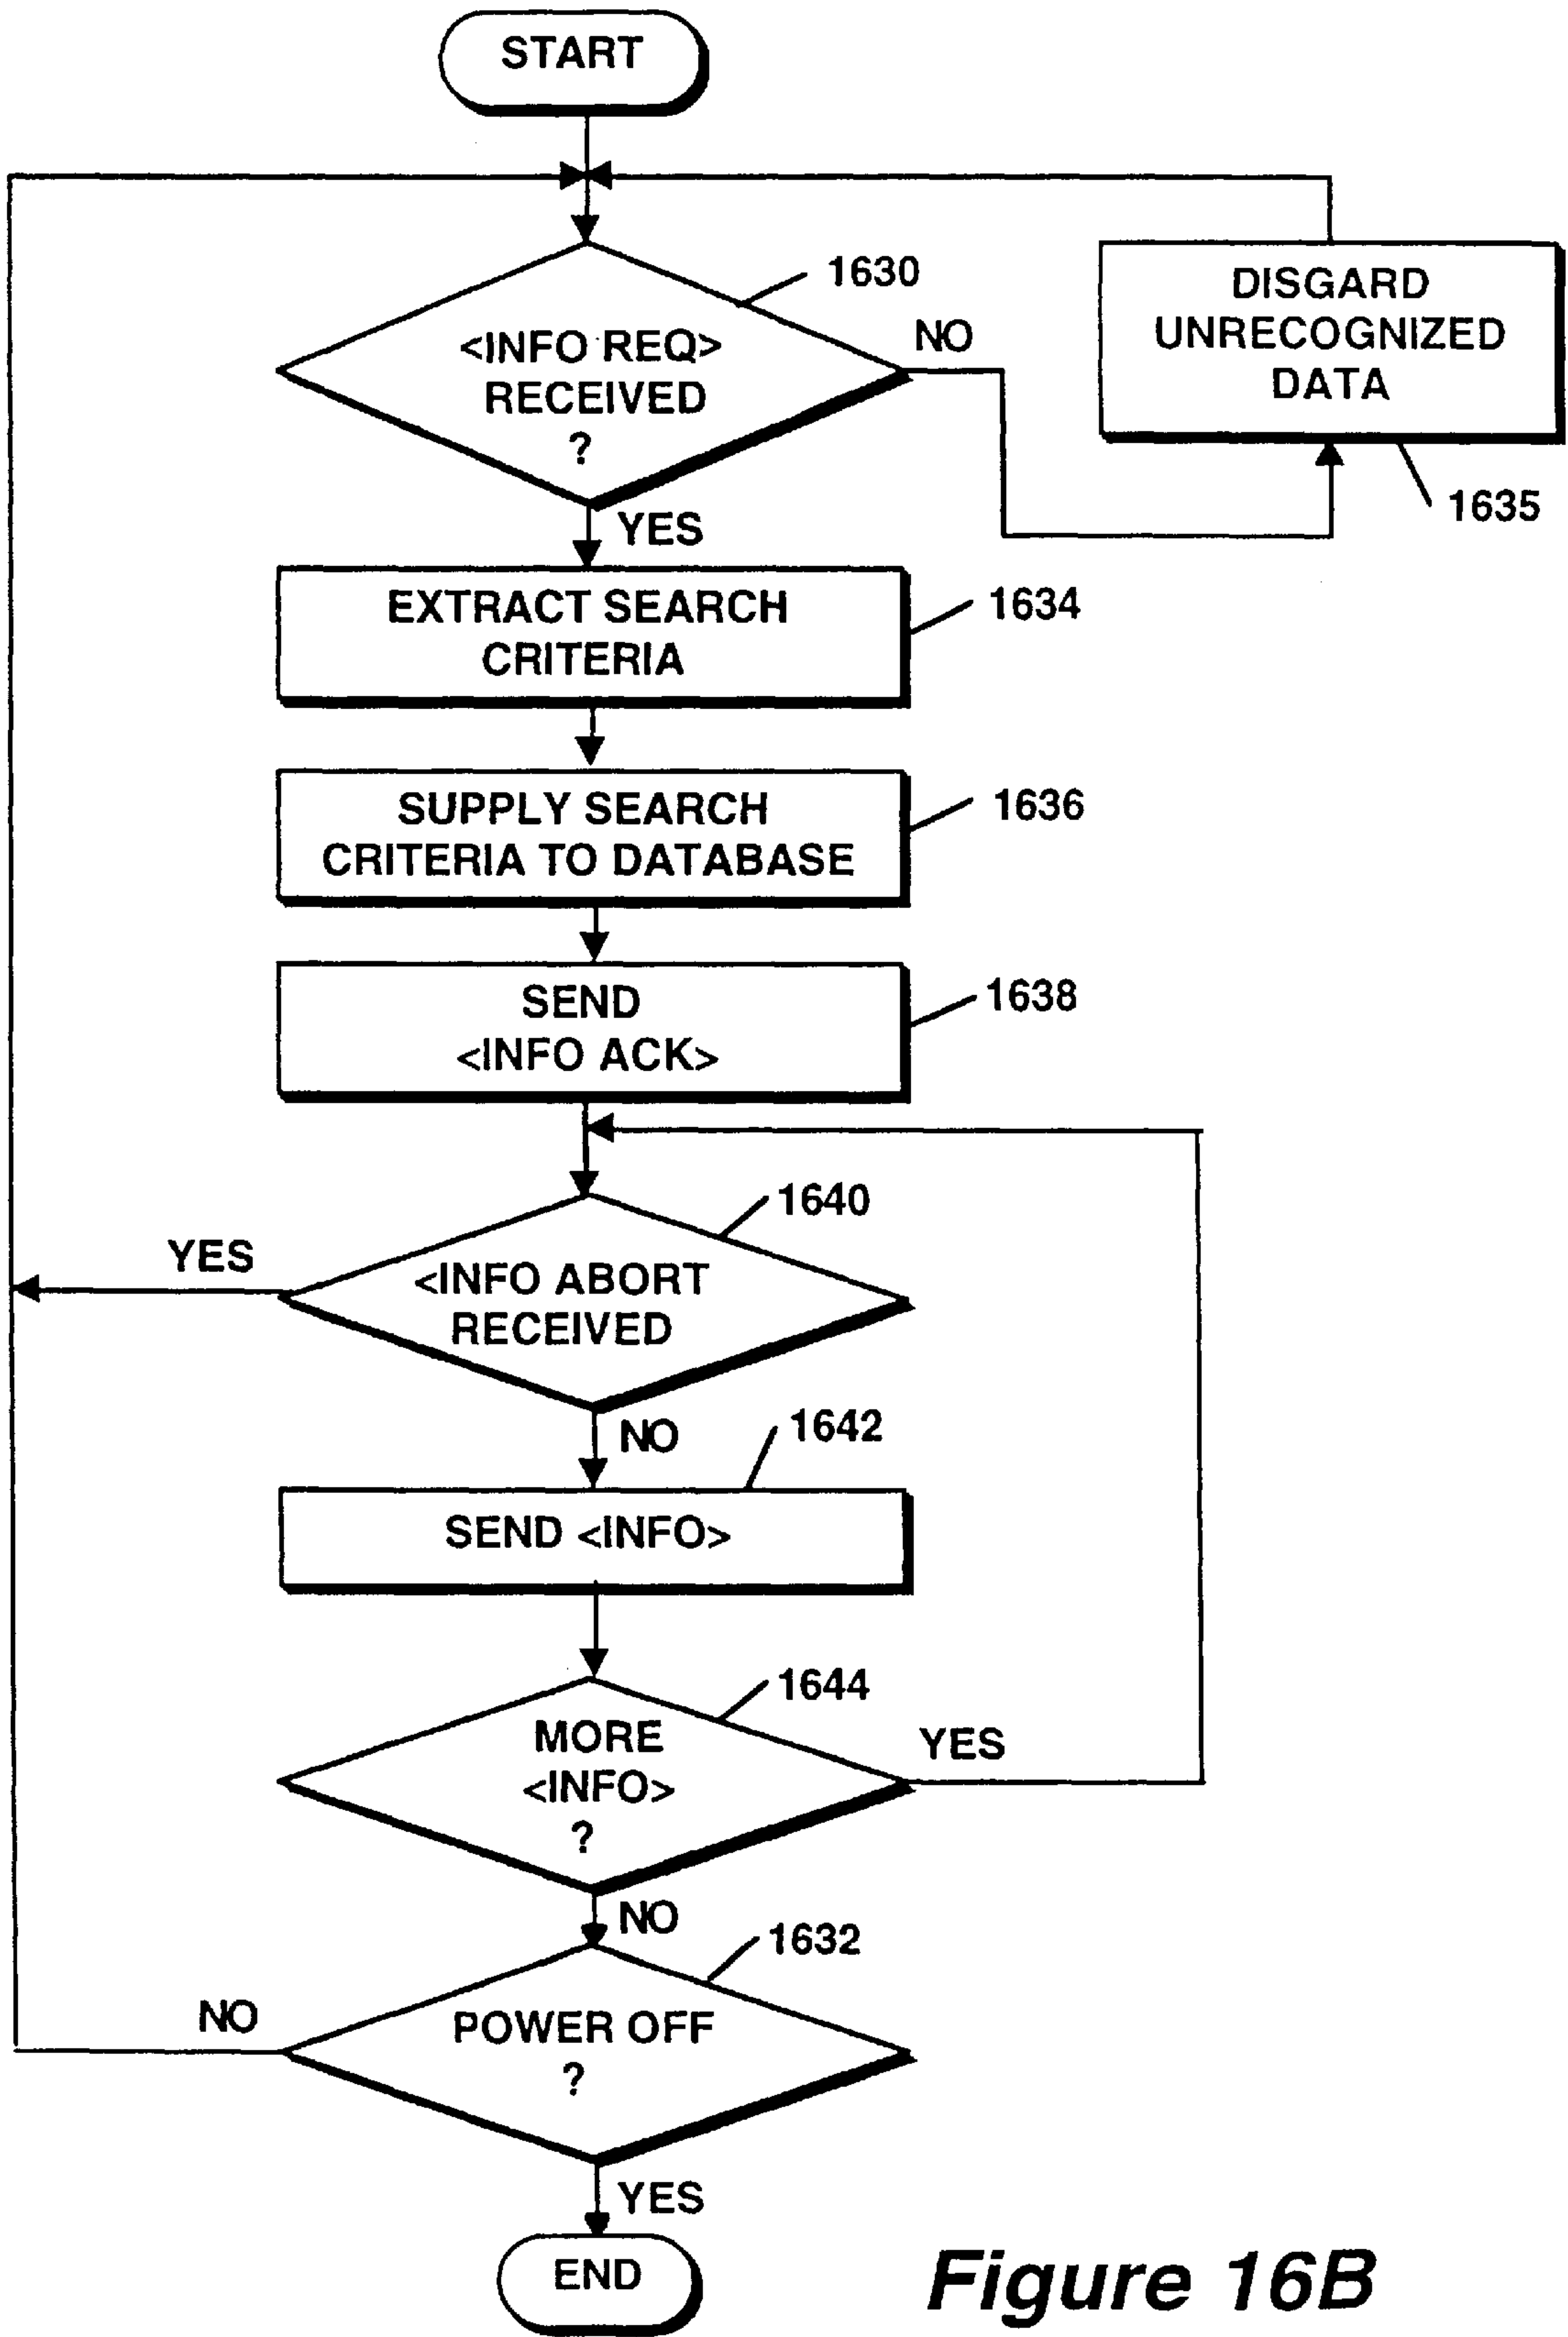 START
1630
<INFO REQ>
RECEIVED
?
NO
YES
DISGARD
UNRECOGNIZED
DATA
1635
EXTRACT SEARCH
CRITERIA
1634
SUPPLY SEARCH
CRITERIA TO DATABASE
1636
SEND
<INFO ACK>
1638
1640
YES
<INFO ABORT
RECEIVED
NO
1642
SEND <INFO>
1644
MORE
<INFO>
?
YES
NO
1632
NO
POWER OFF
?
YES
END
Figure 16B